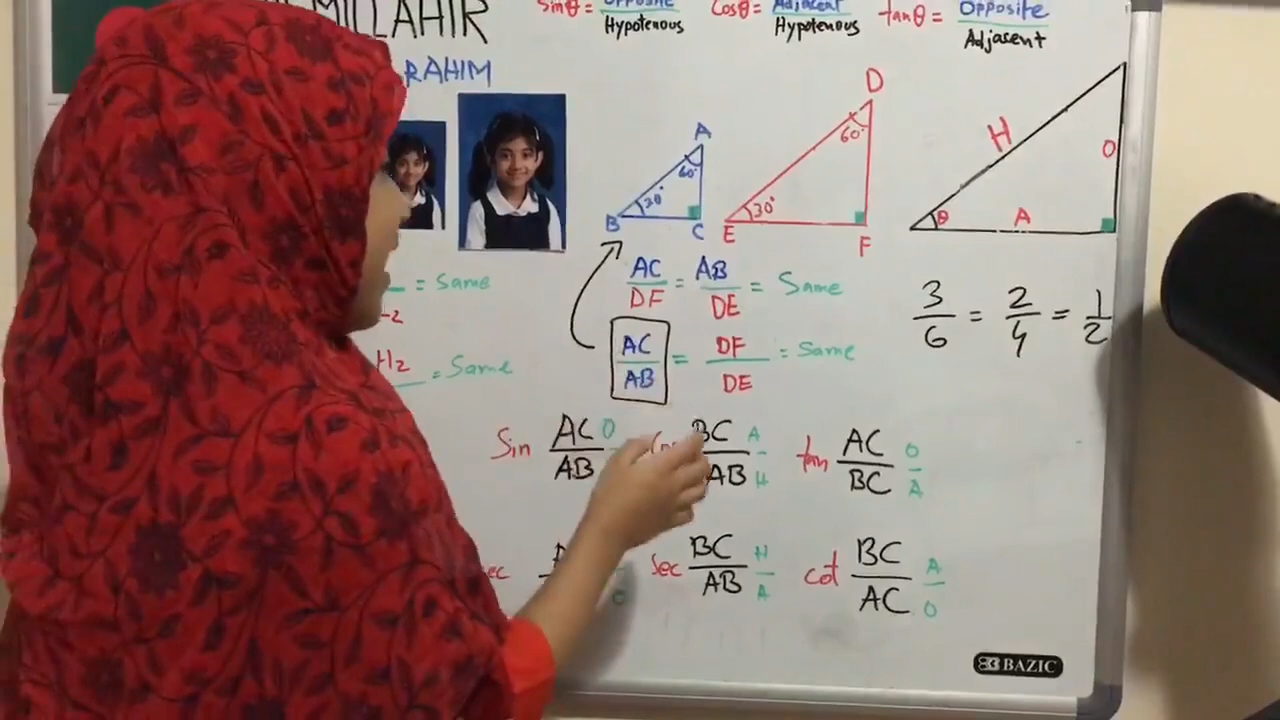 MILLAHIR
RAHIM
Sinθ = Opposite / Hypotenous
Cosθ = Adjacent / Hypotenous
tanθ = Opposite / Adjasent
A
60°
B
C
D
60°
30°
E
F
H
O
θ
A
= Same
H2
= Same
AC / DF = AB / DE = Same
AC / AB = DF / DE = Same
3 / 6 = 2 / 4 = 1 / 2
Sin AC / AB O
BC / AB A / H
tan AC / BC O / A
sec BC / AB H / A
cot BC / AC A / O
BAZIC